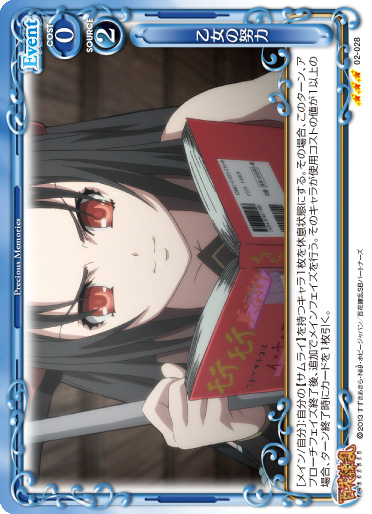 Event
COST
0
SOURCE
2
乙女の努力
02-028
Precious Memories
[メイン/自分]:自分の【サムライ】を持つキャラ1枚を休息状態にする。その場合、このターン、ア
プローチフェイズ終了後、追加でメインフェイズを行う。そのキャラが使用コストの値が1以上の
場合、ターン終了時にカードを1枚引く。
©2013 すずきあきら・Niθ・ホビージャパン/百花繚乱SBパートナーズ